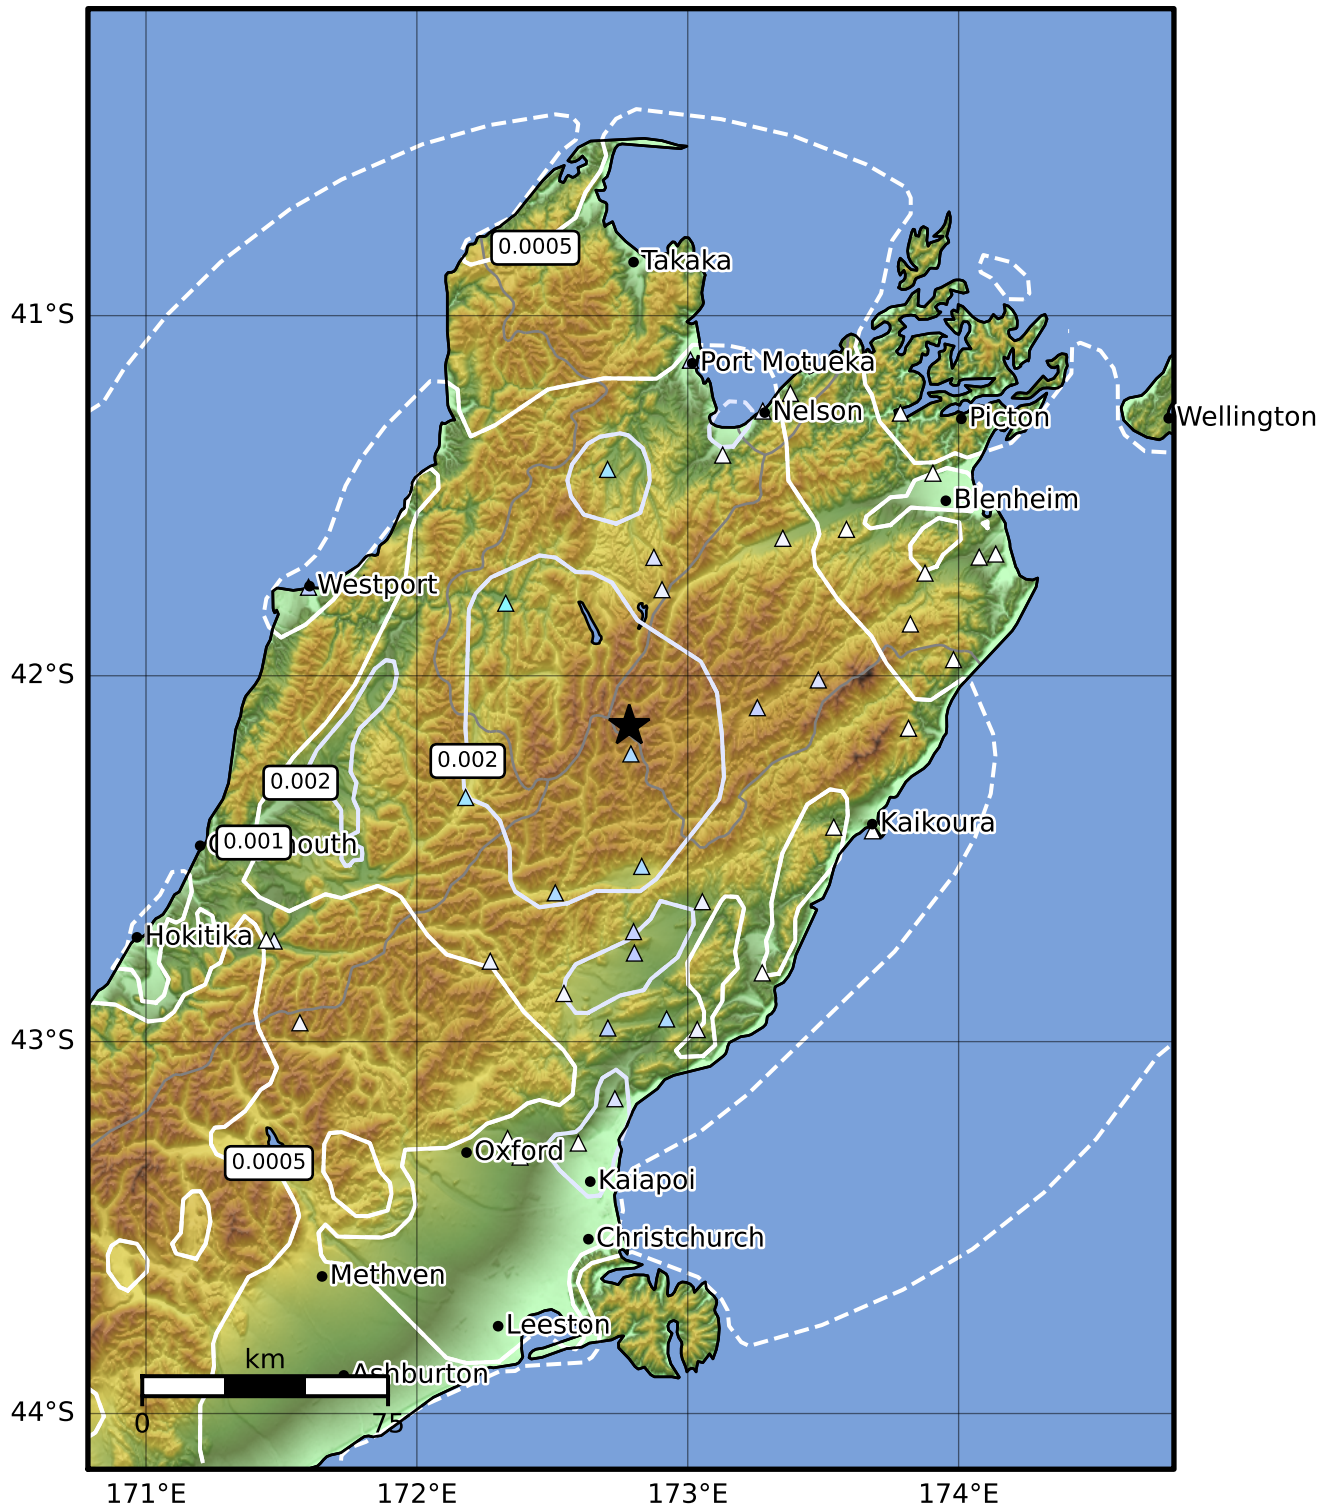 0.0005
Takaka
41°S
Port Motueka
Nelson
Picton
Wellington
Blenheim
Westport
42°S
0.002
0.002
Kaikoura
0.001
mouth
Hokitika
43°S
Oxford
0.0005
Kaiapoi
Christchurch
Methven
Leeston
km
Ashburton
0
75
44°S
171°E
172°E
173°E
174°E